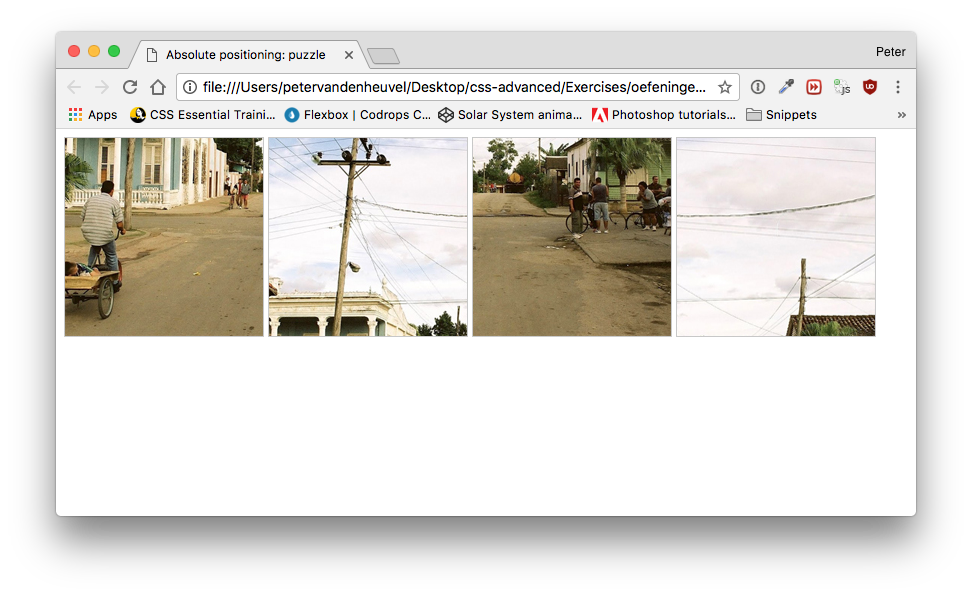 Absolute positioning: puzzle
Peter
file:///Users/petervandenheuvel/Desktop/css-advanced/Exercises/oefeninge...
js
Apps
CSS Essential Traini...
Flexbox | Codrops C...
Solar System anima...
Photoshop tutorials...
Snippets
»